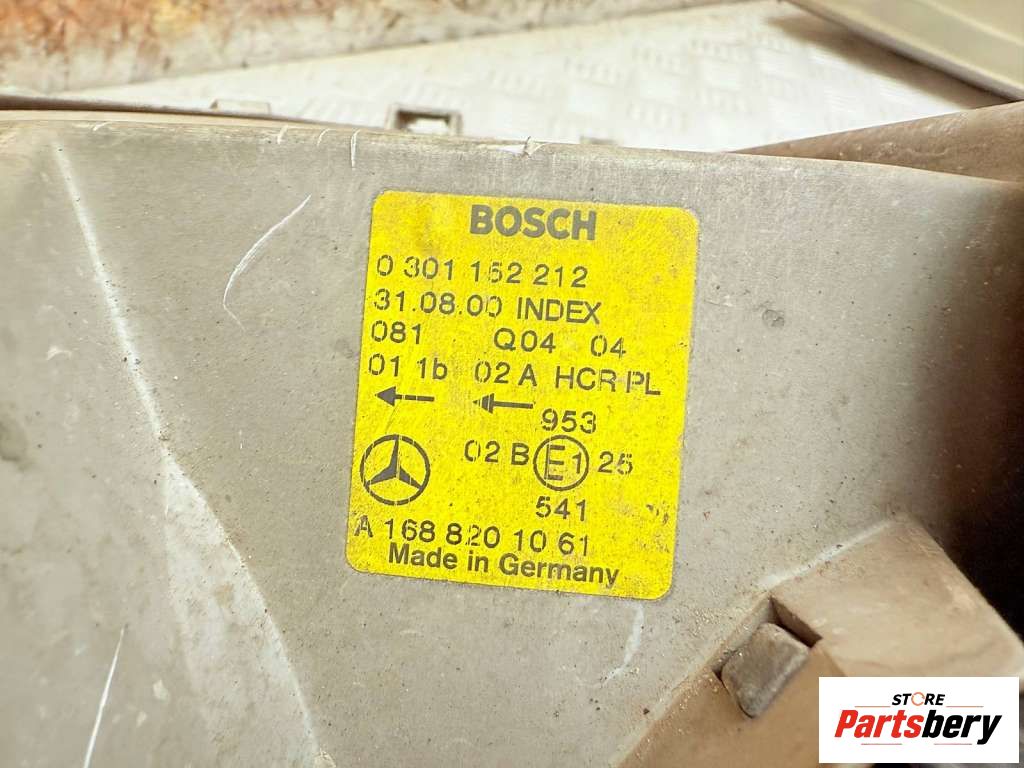 BOSCH
0 301 152 212
31.08.00 INDEX
081 Q04 04
01 1b 02 A HCR PL
953
02 B E1 25
541
A 168 820 10 61
Made in Germany
STORE
Partsbery